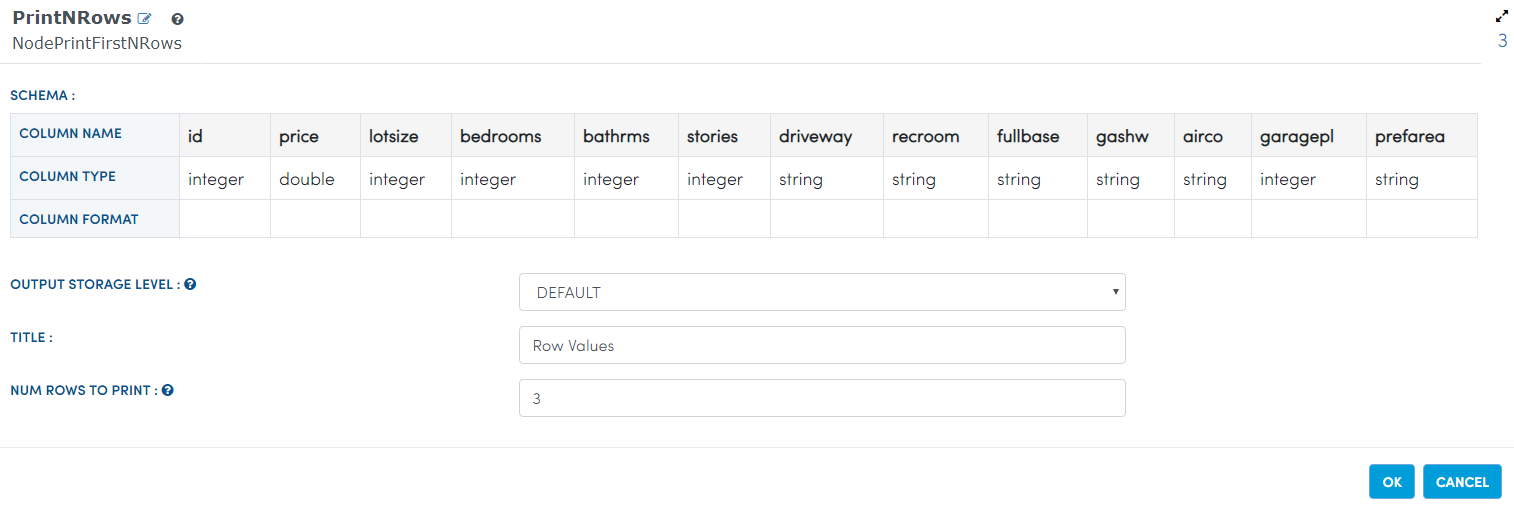 PrintNRows
NodePrintFirstNRows
3
SCHEMA :
COLUMN NAME id price lotsize bedrooms bathrms stories driveway recroom fullbase gashw airco garagepl prefarea
COLUMN TYPE integer double integer integer integer integer string string string string string integer string
COLUMN FORMAT
OUTPUT STORAGE LEVEL : DEFAULT
TITLE : Row Values
NUM ROWS TO PRINT : 3
OK CANCEL